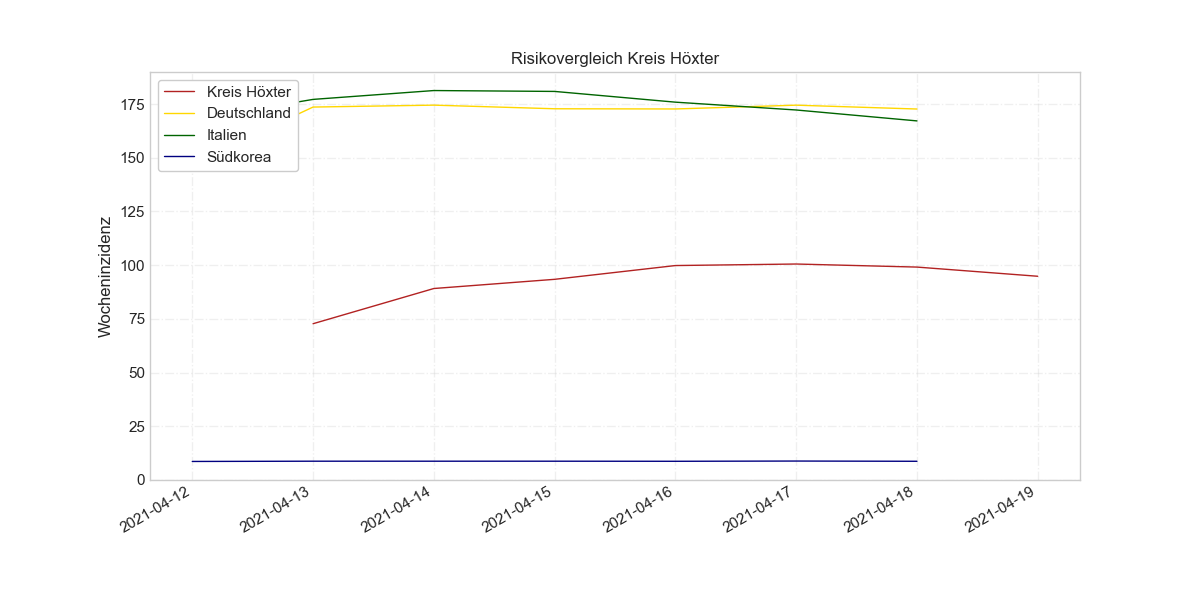 Risikovergleich Kreis Höxter
Kreis Höxter
Deutschland
Italien
Südkorea
Wocheninzidenz
175
150
125
100
75
50
25
0
2021-04-12
2021-04-13
2021-04-14
2021-04-15
2021-04-16
2021-04-17
2021-04-18
2021-04-19